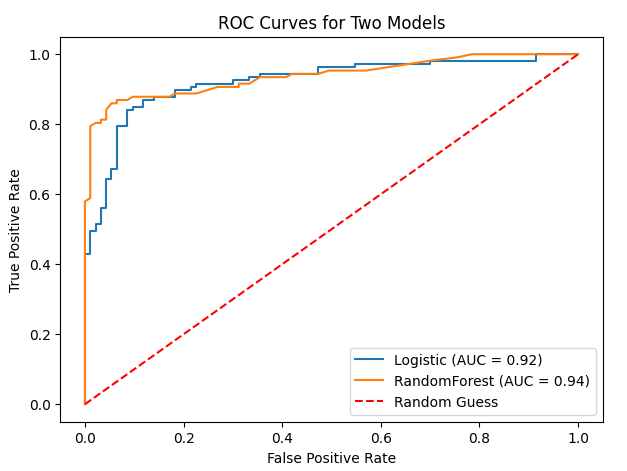 ROC Curves for Two Models
True Positive Rate
1.0
0.8
0.6
0.4
0.2
0.0
Logistic (AUC = 0.92)
RandomForest (AUC = 0.94)
Random Guess
0.0 0.2 0.4 0.6 0.8 1.0
False Positive Rate